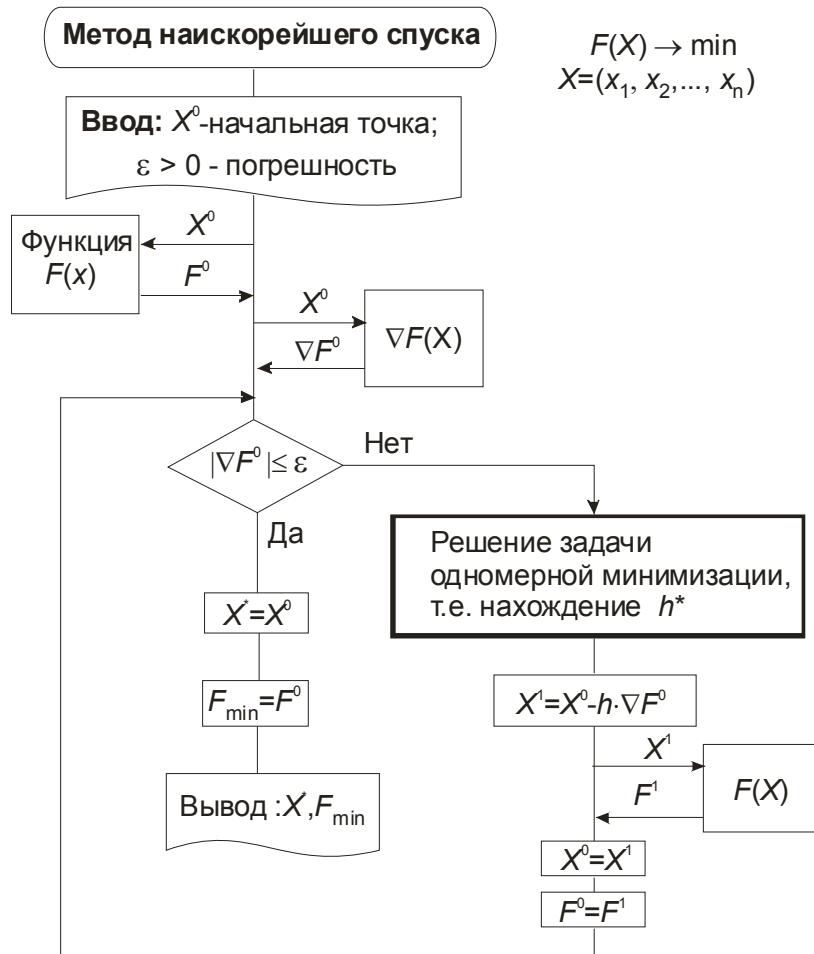 Метод наискорейшего спуска
F(X) → min
X=(x₁, x₂,..., xₙ)
Ввод: X⁰-начальная точка;
ε > 0 - погрешность
X⁰
Функция
F(x)
F⁰
X⁰
∇F(X)
∇F⁰
|∇F⁰|≤ ε
Нет
Да
Решение задачи
одномерной минимизации,
т.е. нахождение h*
X*=X⁰
F_min=F⁰
X¹=X⁰-h·∇F⁰
X¹
F(X)
F¹
Вывод :X*,F_min
X⁰=X¹
F⁰=F¹